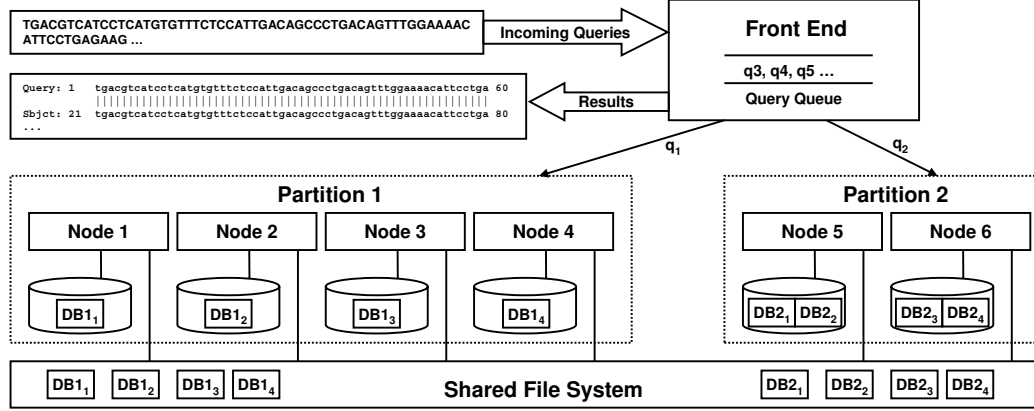 TGACGTCATCCTCATGTGTTTCTCCATTGACAGCCCTGACAGTTTGGAAAAC
ATTCCTGAGAAG ...
Incoming Queries
Front End
q3, q4, q5 ...
Query Queue
Query: 1 tgacgtcatcctcatgtgtttctccattgacagccctgacagtttggaaaacattcctga 60
||||||||||||||||||||||||||||||||||||||||||||||||||||||||||||
Sbjct: 21 tgacgtcatcctcatgtgtttctccattgacagccctgacagtttggaaaacattcctga 80
...
Results
q₁
q₂
Partition 1
Node 1
Node 2
Node 3
Node 4
DB1₁
DB1₂
DB1₃
DB1₄
Partition 2
Node 5
Node 6
DB2₁ DB2₂
DB2₃ DB2₄
DB1₁ DB1₂ DB1₃ DB1₄ Shared File System DB2₁ DB2₂ DB2₃ DB2₄